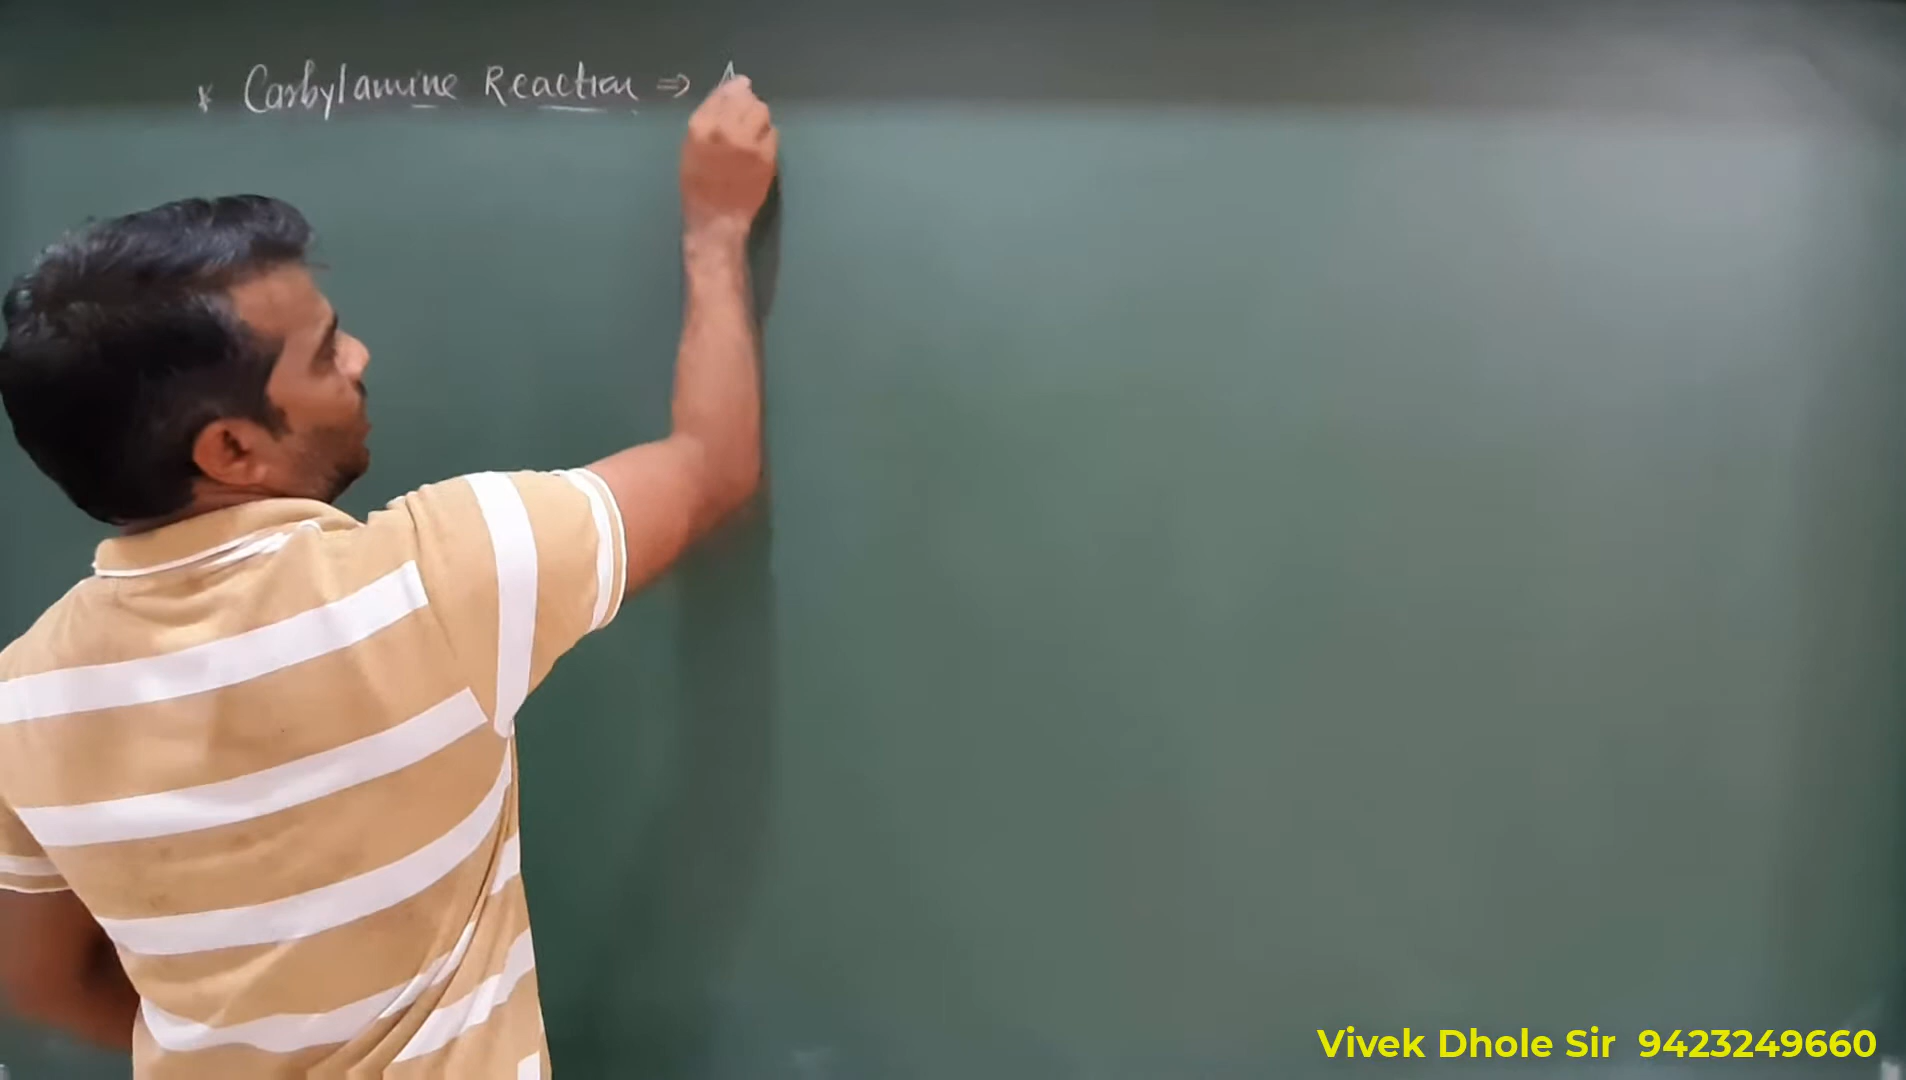 * Carbylamine Reaction ⇒ A
Vivek Dhole Sir 9423249660